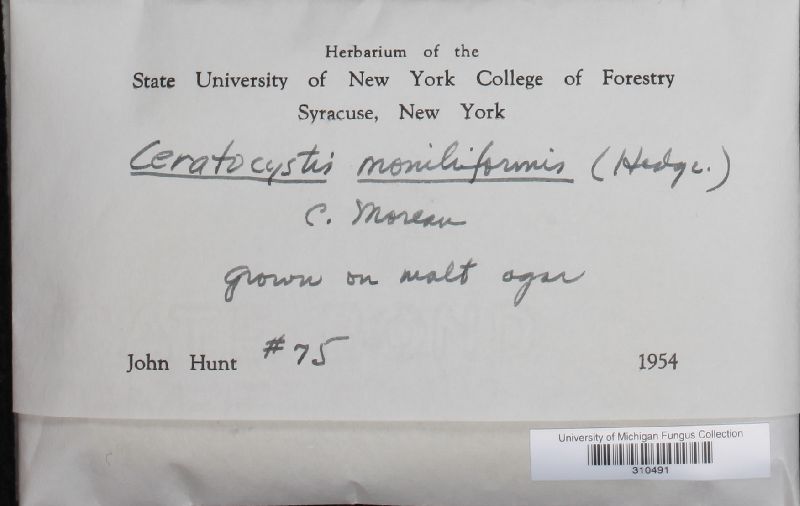 Herbarium of the
State University of New York College of Forestry
Syracuse, New York
Ceratocystis moniliformis (Hedgc.)
C. Moreau
grown on malt agar
John Hunt #75 1954
University of Michigan Fungus Collection
310491